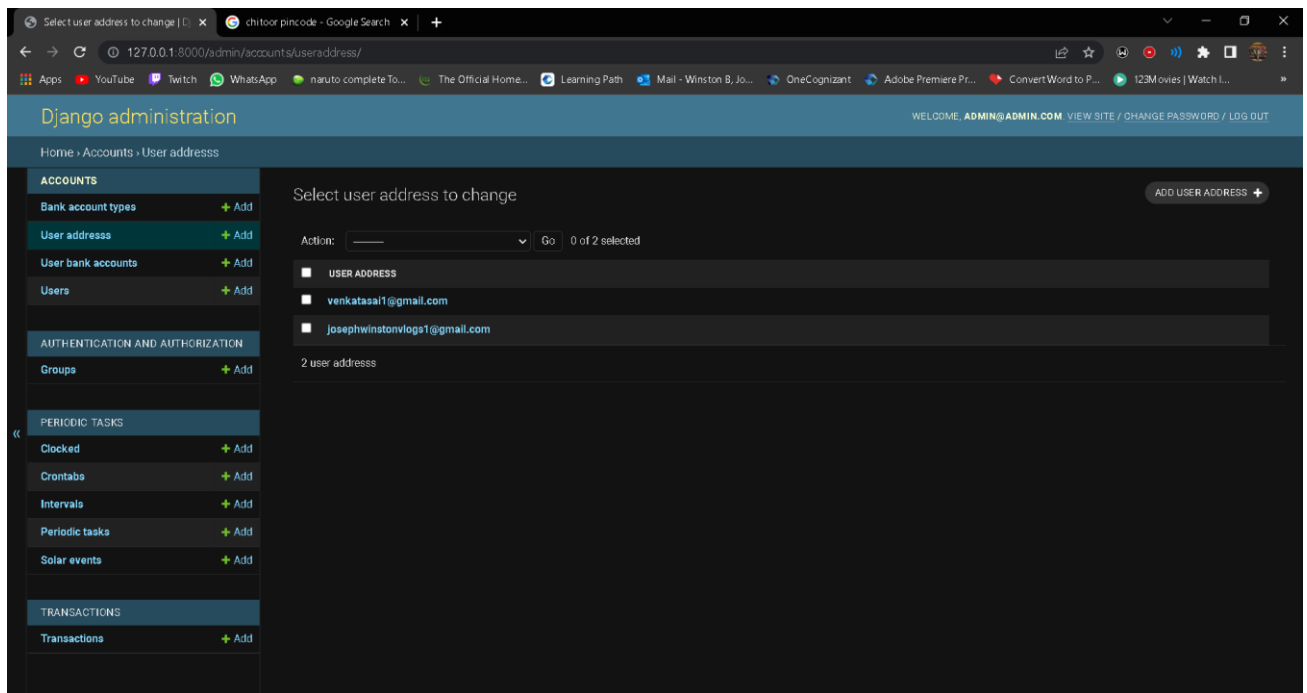 Select user address to change | Dj
chitoor pincode - Google Search
127.0.0.1:8000/admin/accounts/useraddress/
Apps YouTube Twitch WhatsApp naruto complete To... The Official Home... Learning Path Mail - Winston B, Jo... OneCognizant Adobe Premiere Pr... Convert Word to P... 123Movies | Watch I... »
Django administration
WELCOME, ADMIN@ADMIN.COM. VIEW SITE / CHANGE PASSWORD / LOG OUT
Home › Accounts › User addresss
ACCOUNTS
Bank account types + Add
User addresss + Add
User bank accounts + Add
Users + Add
AUTHENTICATION AND AUTHORIZATION
Groups + Add
PERIODIC TASKS
«
Clocked + Add
Crontabs + Add
Intervals + Add
Periodic tasks + Add
Solar events + Add
TRANSACTIONS
Transactions + Add
Select user address to change
ADD USER ADDRESS +
Action: --------- Go 0 of 2 selected
USER ADDRESS
venkatasai1@gmail.com
josephwinstonvlogs1@gmail.com
2 user addresss